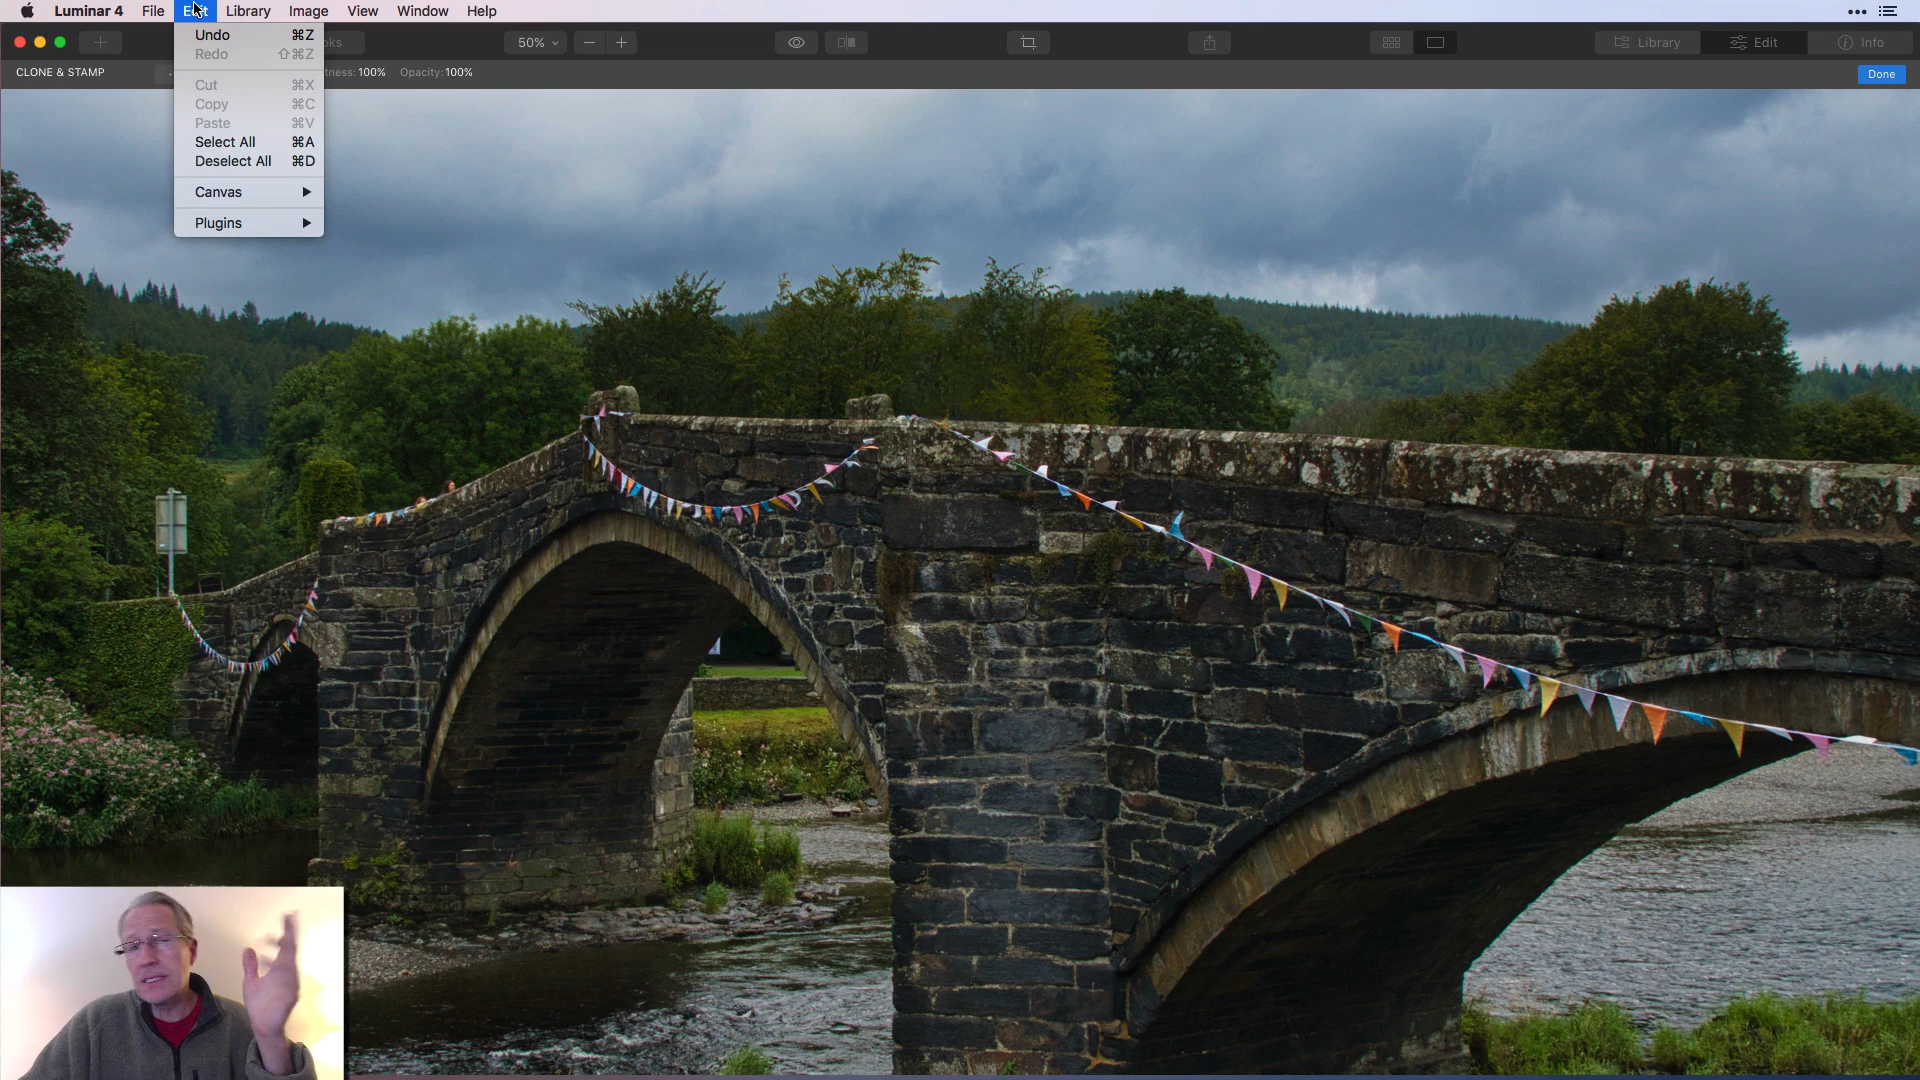 Luminar 4 File Edit Library Image View Window Help
50%
Library Edit Info
CLONE & STAMP
100% Opacity: 100%
Done
Undo ⌘Z
Redo ⇧⌘Z
Cut ⌘X
Copy ⌘C
Paste ⌘V
Select All ⌘A
Deselect All ⌘D
Canvas
Plugins